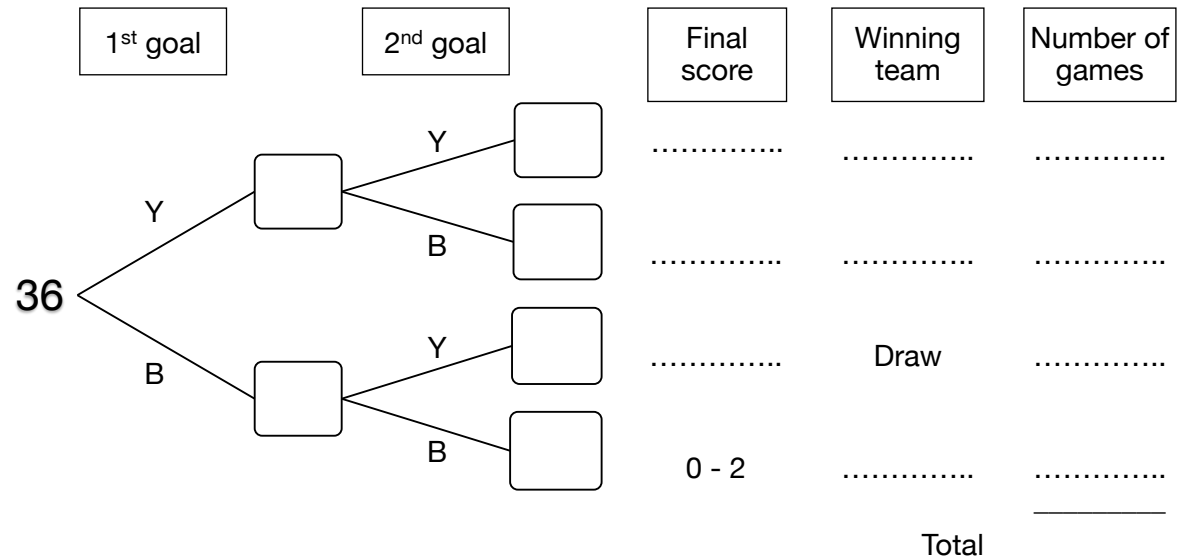 1st goal
2nd goal
Final
score
Winning
team
Number of
games
Y
Y
…………..
…………..
…………..
B
…………..
…………..
…………..
36
B
Y
…………..
Draw
…………..
B
0 - 2
…………..
…………..
Total